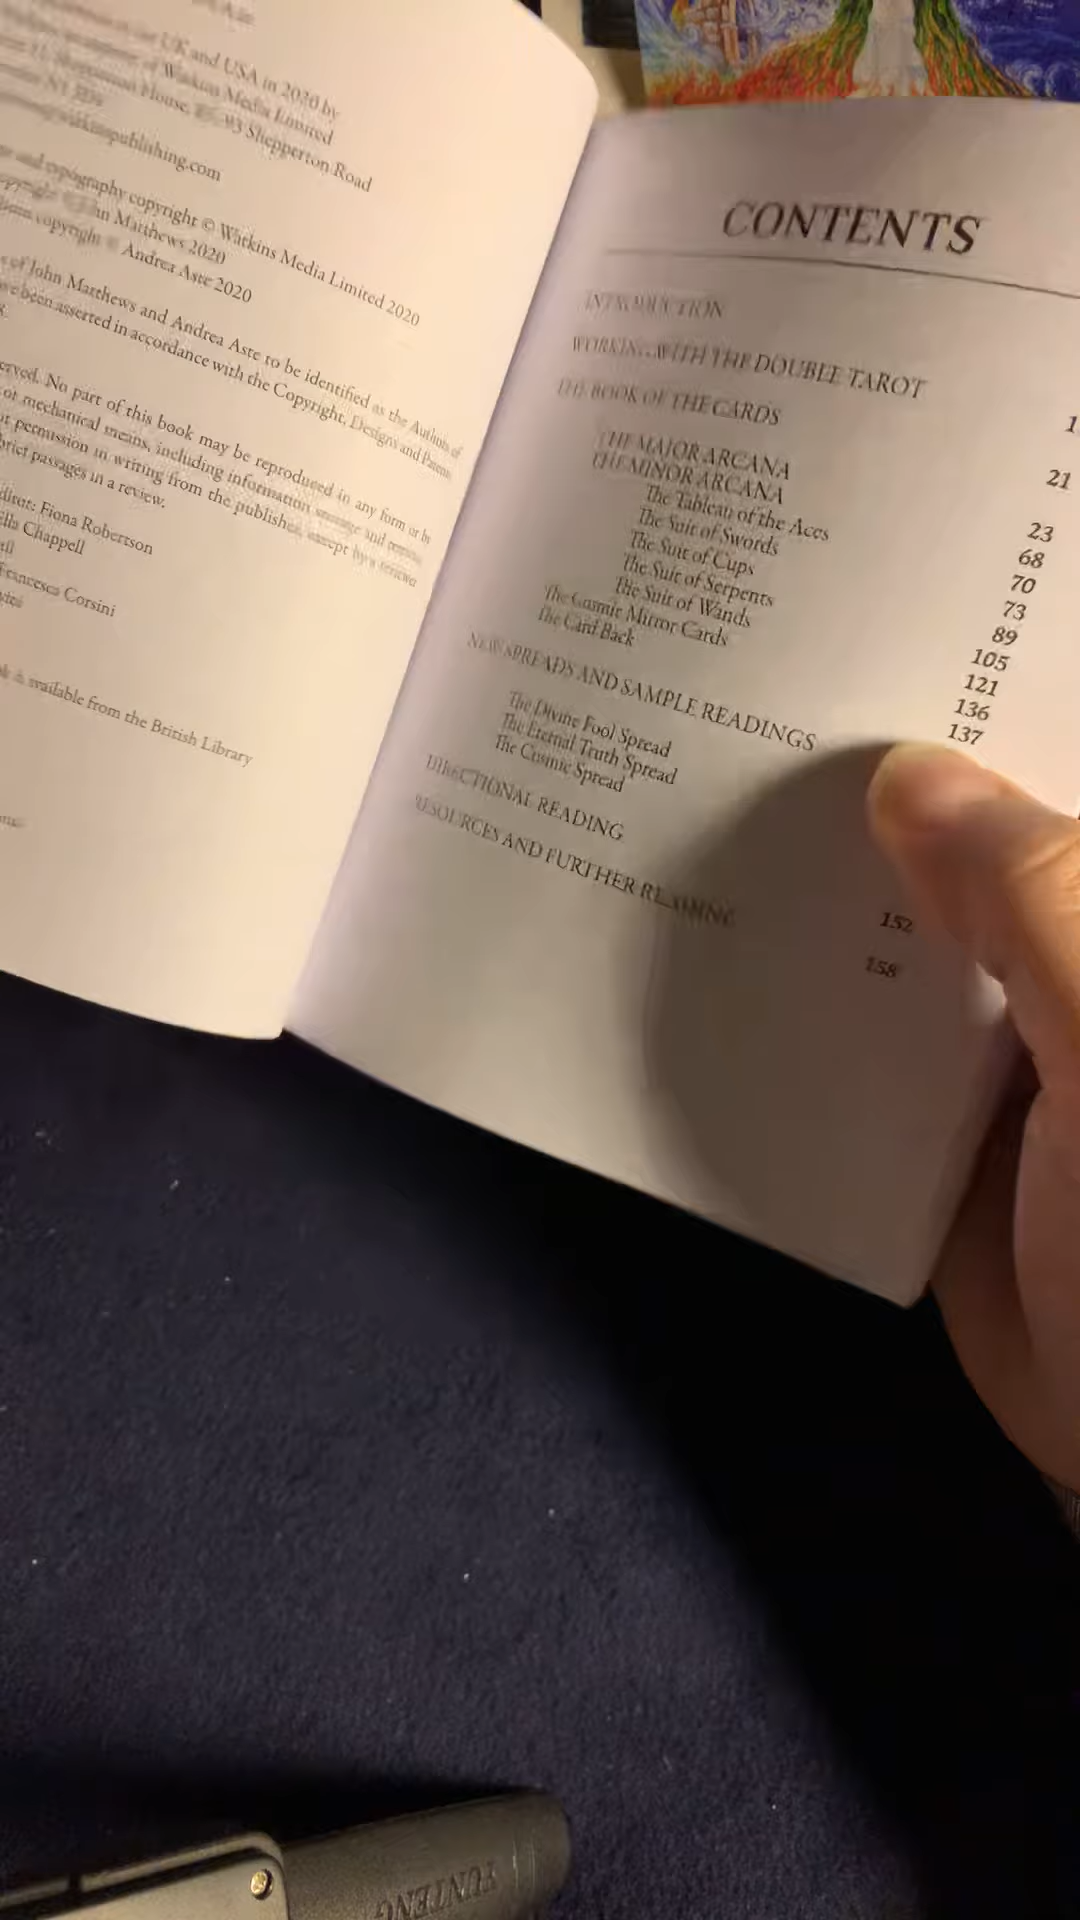 UK and USA in 2020 by
Watkins Media Limited
House, 93 Shepperton Road
N1
watkinspublishing.com
and typography copyright © Watkins Media Limited 2020
John Matthews 2020
copyright © Andrea Aste 2020
of John Matthews and Andrea Aste to be identified as the Authors of
been asserted in accordance with the Copyright, Designs and Patents
No part of this book may be reproduced in any form or by
or mechanical means, including information storage and retrieval
permission in writing from the publisher, except by a reviewer
brief passages in a review.
Fiona Robertson
Chappell
Francesca Corsini
is available from the British Library
CONTENTS
INTRODUCTION
WORKING WITH THE DOUBLE TAROT
THE BOOK OF THE CARDS 21
THE MAJOR ARCANA 23
THE MINOR ARCANA 68
The Tableau of the Aces 70
The Suit of Swords 73
The Suit of Cups 89
The Suit of Serpents 105
The Suit of Wands 121
The Cosmic Mirror Cards 136
The Card Back 137
NEW SPREADS AND SAMPLE READINGS
The Divine Fool Spread
The Eternal Truth Spread
The Cosmic Spread
DIRECTIONAL READING 152
RESOURCES AND FURTHER READING 158
YUNTENG